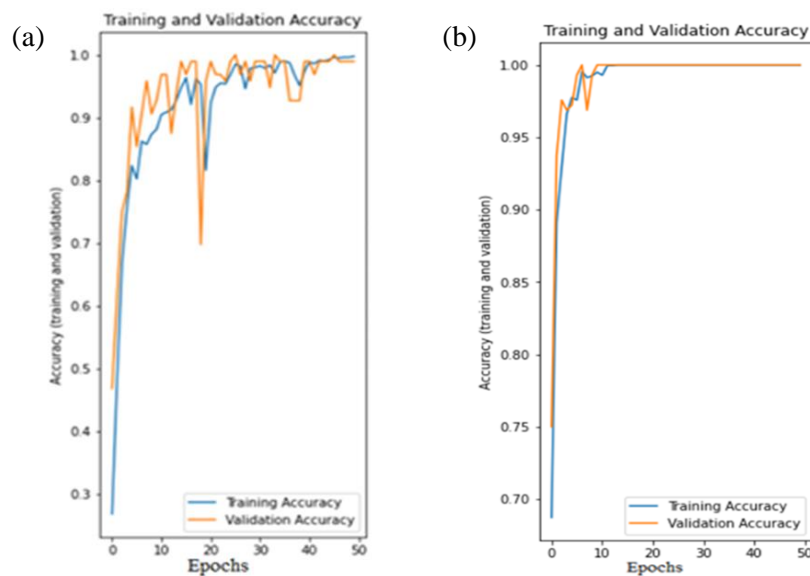 (a)
Training and Validation Accuracy
Accuracy (training and validation)
1.0
0.9
0.8
0.7
0.6
0.5
0.4
0.3
Training Accuracy
Validation Accuracy
0 10 20 30 40 50
Epochs
(b)
Training and Validation Accuracy
Accuracy (training and validation)
1.00
0.95
0.90
0.85
0.80
0.75
0.70
Training Accuracy
Validation Accuracy
0 10 20 30 40 50
Epochs